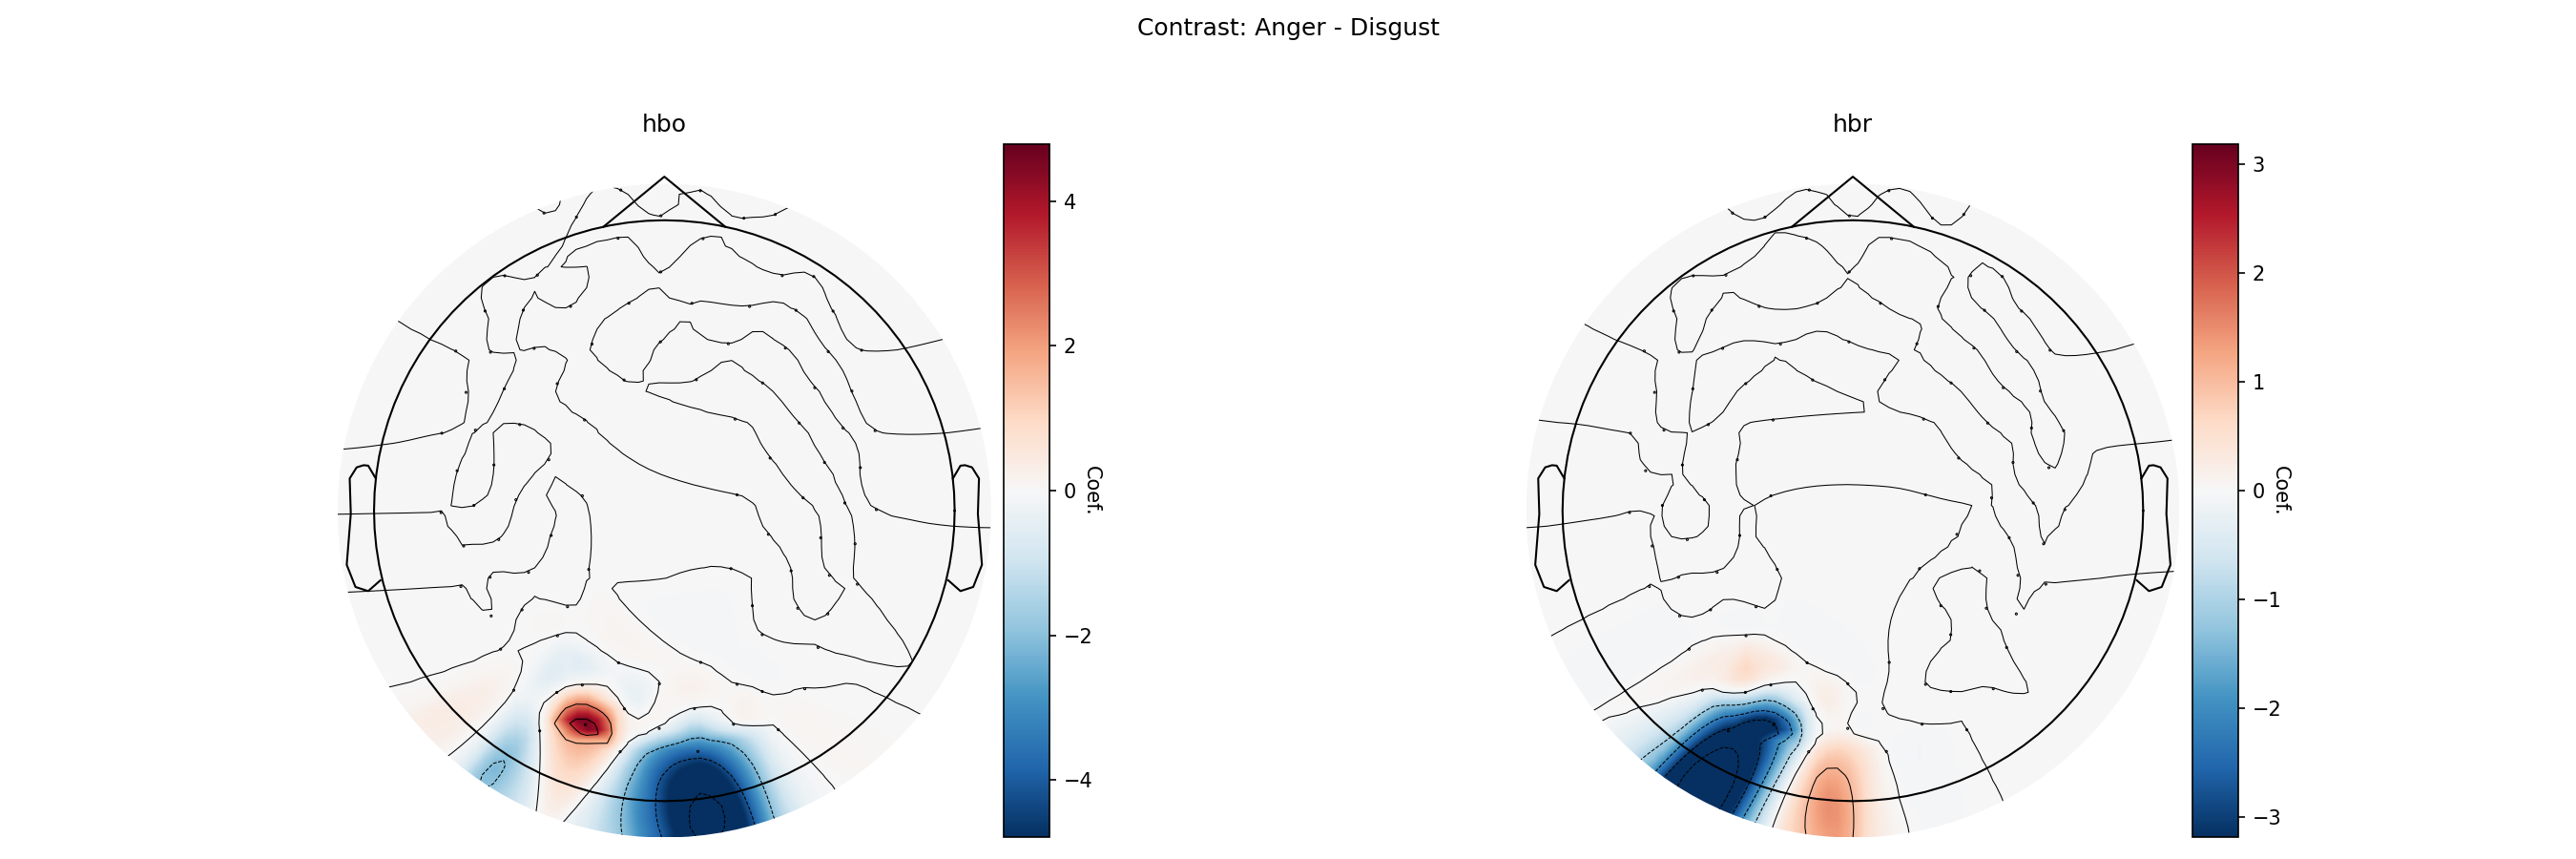 Contrast: Anger - Disgust
hbo
4
2
0
−2
−4
Coef.
hbr
3
2
1
0
−1
−2
−3
Coef.